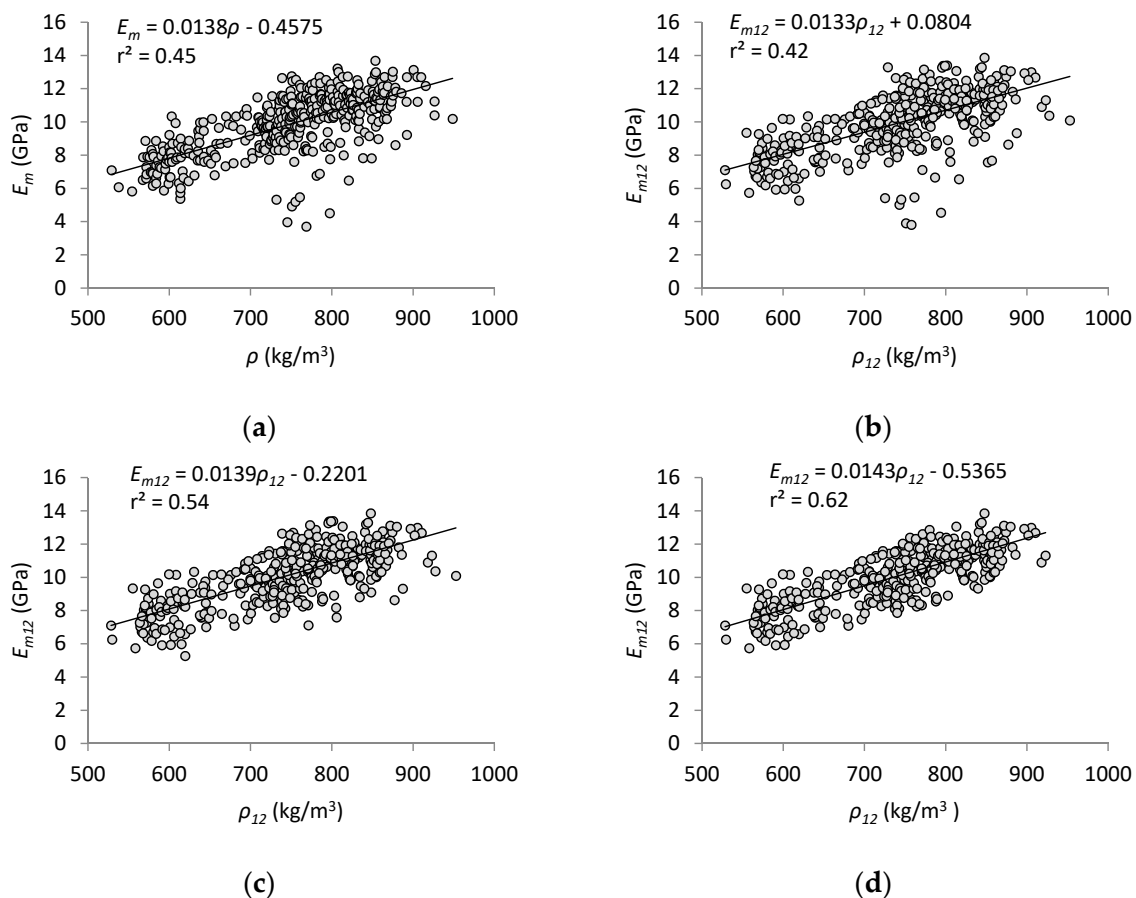 E_m = 0.0138ρ - 0.4575
r² = 0.45
16
14
12
10
8
6
4
2
0
E_m (GPa)
500 600 700 800 900 1000
ρ (kg/m³)
(a)
E_m12 = 0.0133ρ_12 + 0.0804
r² = 0.42
16
14
12
10
8
6
4
2
0
E_m12 (GPa)
500 600 700 800 900 1000
ρ_12 (kg/m³)
(b)
E_m12 = 0.0139ρ_12 - 0.2201
r² = 0.54
16
14
12
10
8
6
4
2
0
E_m12 (GPa)
500 600 700 800 900 1000
ρ_12 (kg/m³)
(c)
E_m12 = 0.0143ρ_12 - 0.5365
r² = 0.62
16
14
12
10
8
6
4
2
0
E_m12 (GPa)
500 600 700 800 900 1000
ρ_12 (kg/m³ )
(d)